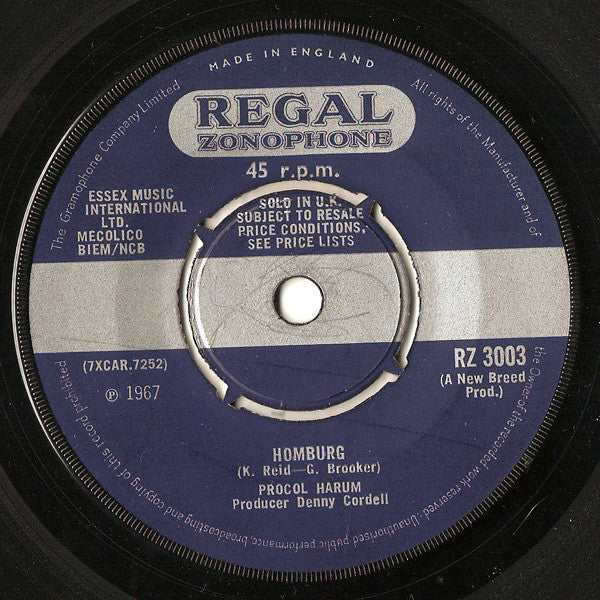 MADE IN ENGLAND
The Gramophone Company Limited
All rights of the Manufacturer and of
the Owner of the recorded work reserved. Unauthorised public performance, broadcasting and copying of this record prohibited
REGAL
ZONOPHONE
45 r.p.m.
ESSEX MUSIC
INTERNATIONAL
LTD.
MECOLICO
BIEM/NCB
SOLD IN U.K.
SUBJECT TO RESALE
PRICE CONDITIONS,
SEE PRICE LISTS
(7XCAR.7252)
℗ 1967
RZ 3003
(A New Breed
Prod.)
HOMBURG
(K. Reid—G. Brooker)
PROCOL HARUM
Producer Denny Cordell